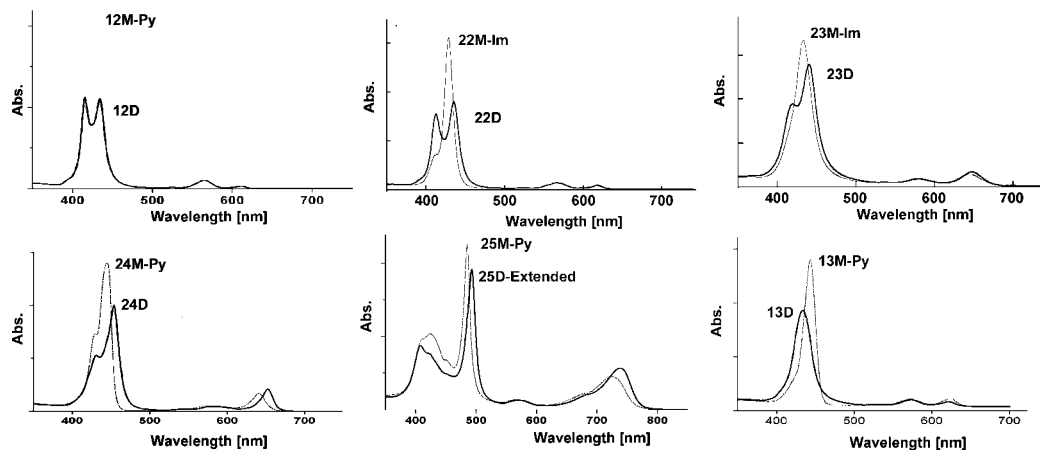 12M-Py
Abs.
12D
400 500 600 700
Wavelength [nm]
22M-Im
Abs.
22D
400 500 600 700
Wavelength [nm]
23M-Im
Abs.
23D
400 500 600 700
Wavelength [nm]
24M-Py
Abs.
24D
400 500 600 700
Wavelength [nm]
25M-Py
25D-Extended
Abs.
400 500 600 700 800
Wavelength [nm]
13M-Py
Abs.
13D
400 500 600 700
Wavelength [nm]